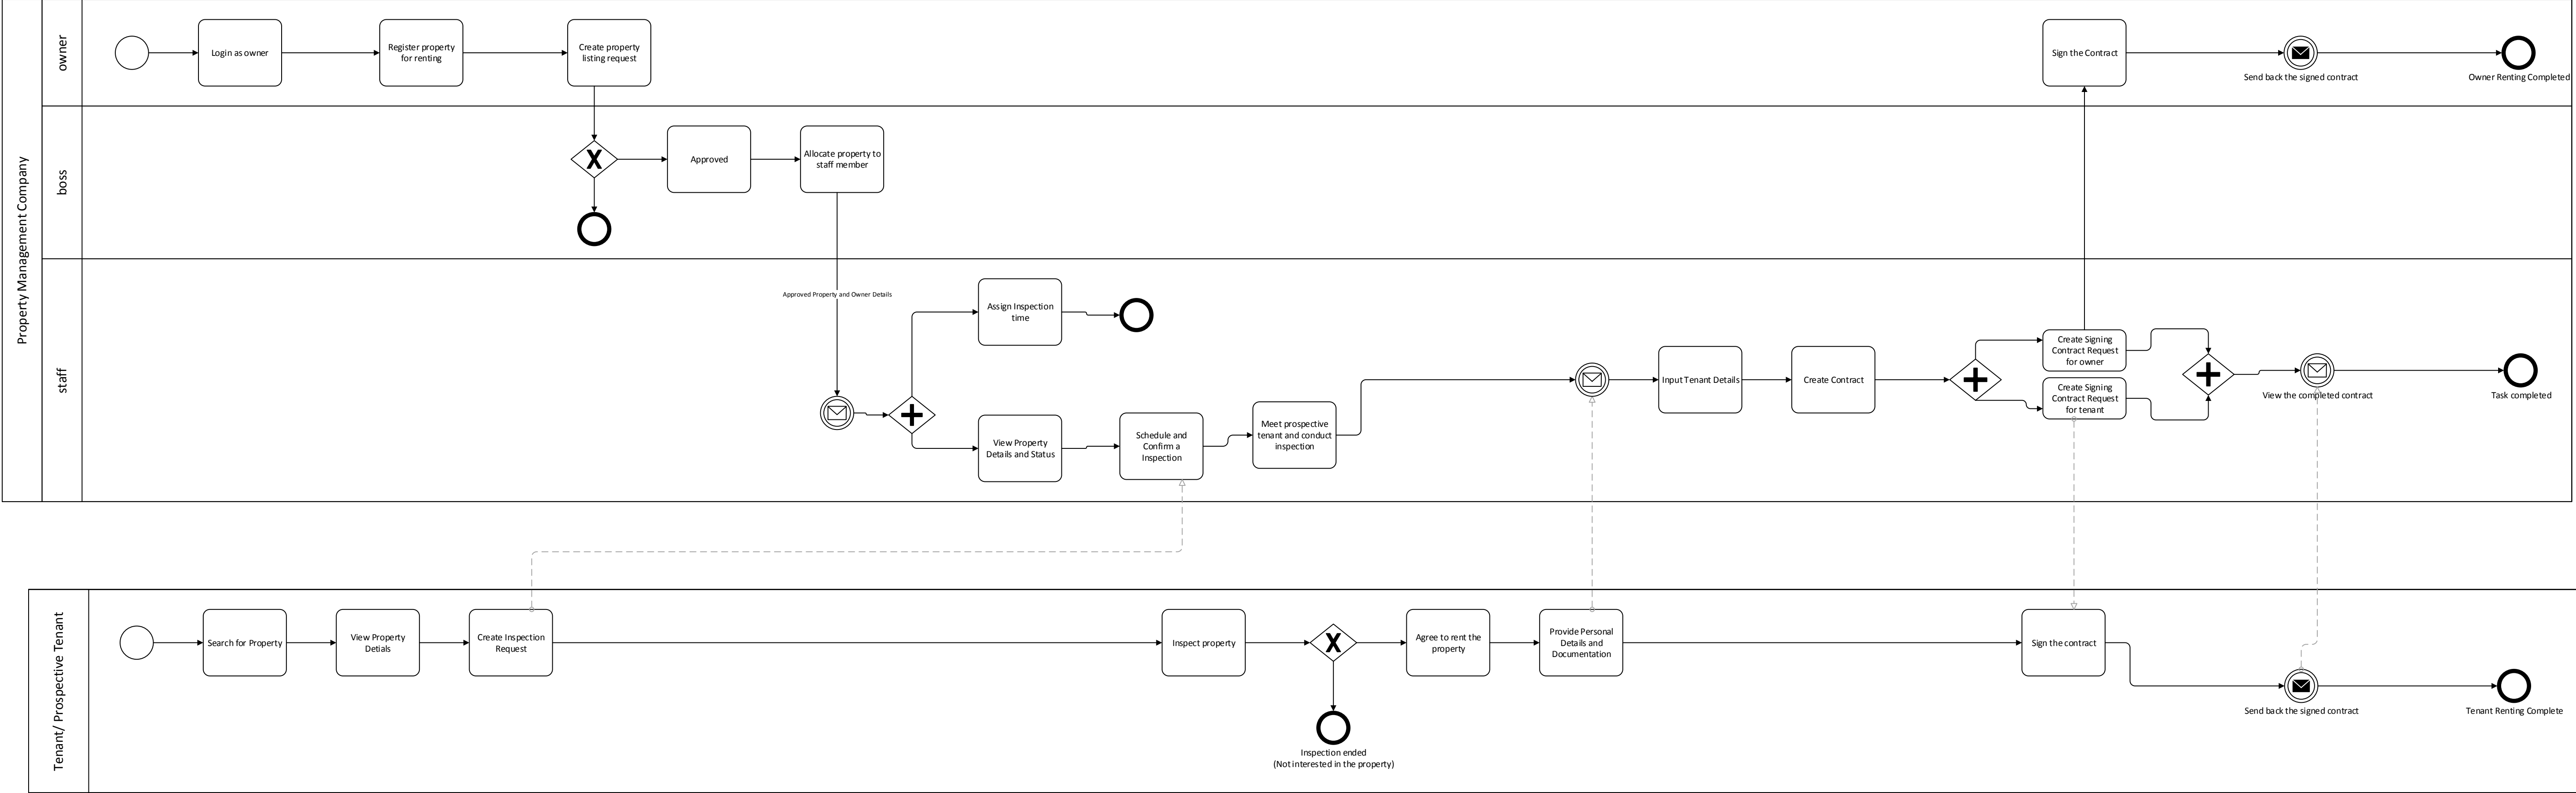 Property Management Company
owner
Login as owner
Register property
for renting
Create property
listing request
Sign the Contract
Send back the signed contract
Owner Renting Completed
boss
X
Approved
Allocate property to
staff member
staff
Approved Property and Owner Details
Assign Inspection
time
View Property
Details and Status
Schedule and
Confirm a
Inspection
Meet prospective
tenant and conduct
inspection
Input Tenant Details
Create Contract
Create Signing
Contract Request
for owner
Create Signing
Contract Request
for tenant
View the completed contract
Task completed
Tenant/ Prospective Tenant
Search for Property
View Property
Detials
Create Inspection
Request
Inspect property
X
Inspection ended
(Not interested in the property)
Agree to rent the
property
Provide Personal
Details and
Documentation
Sign the contract
Send back the signed contract
Tenant Renting Complete